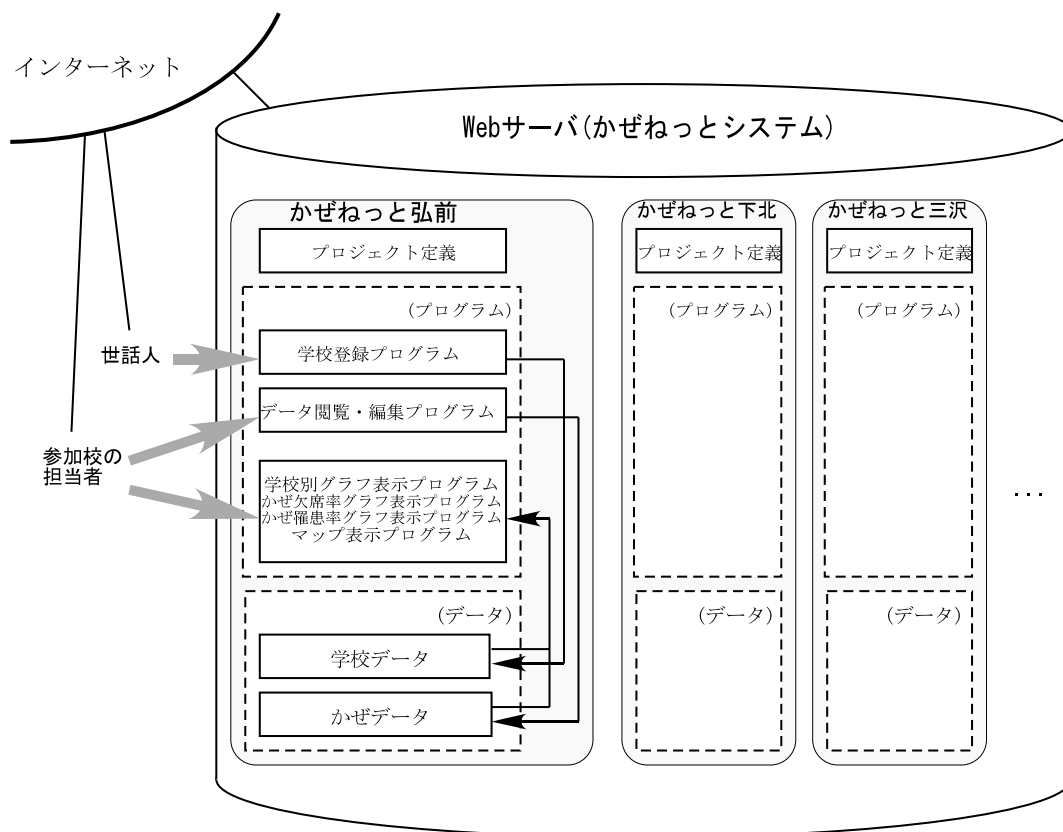 インターネット
Webサーバ(かぜねっとシステム)
かぜねっと弘前
プロジェクト定義
(プログラム)
学校登録プログラム
データ閲覧・編集プログラム
学校別グラフ表示プログラム
かぜ欠席率グラフ表示プログラム
かぜ罹患率グラフ表示プログラム
マップ表示プログラム
(データ)
学校データ
かぜデータ
かぜねっと下北
プロジェクト定義
(プログラム)
(データ)
かぜねっと三沢
プロジェクト定義
(プログラム)
(データ)
...
世話人
参加校の
担当者